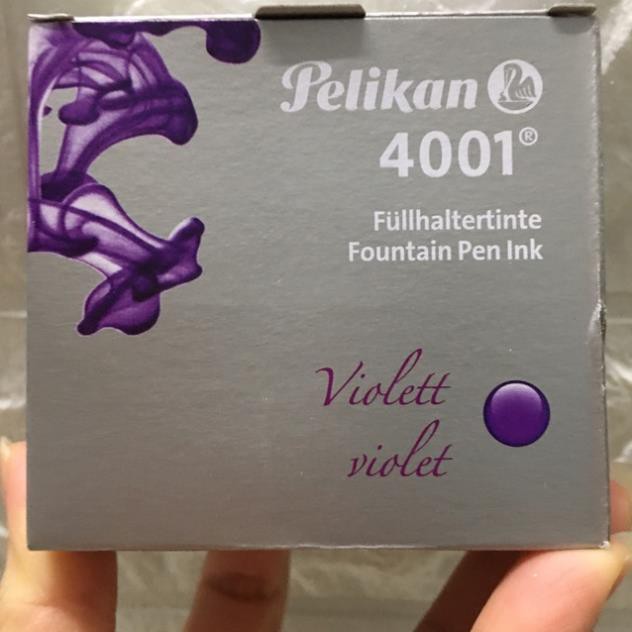 Pelikan
4001®
Füllhaltertinte
Fountain Pen Ink
Violett
violet